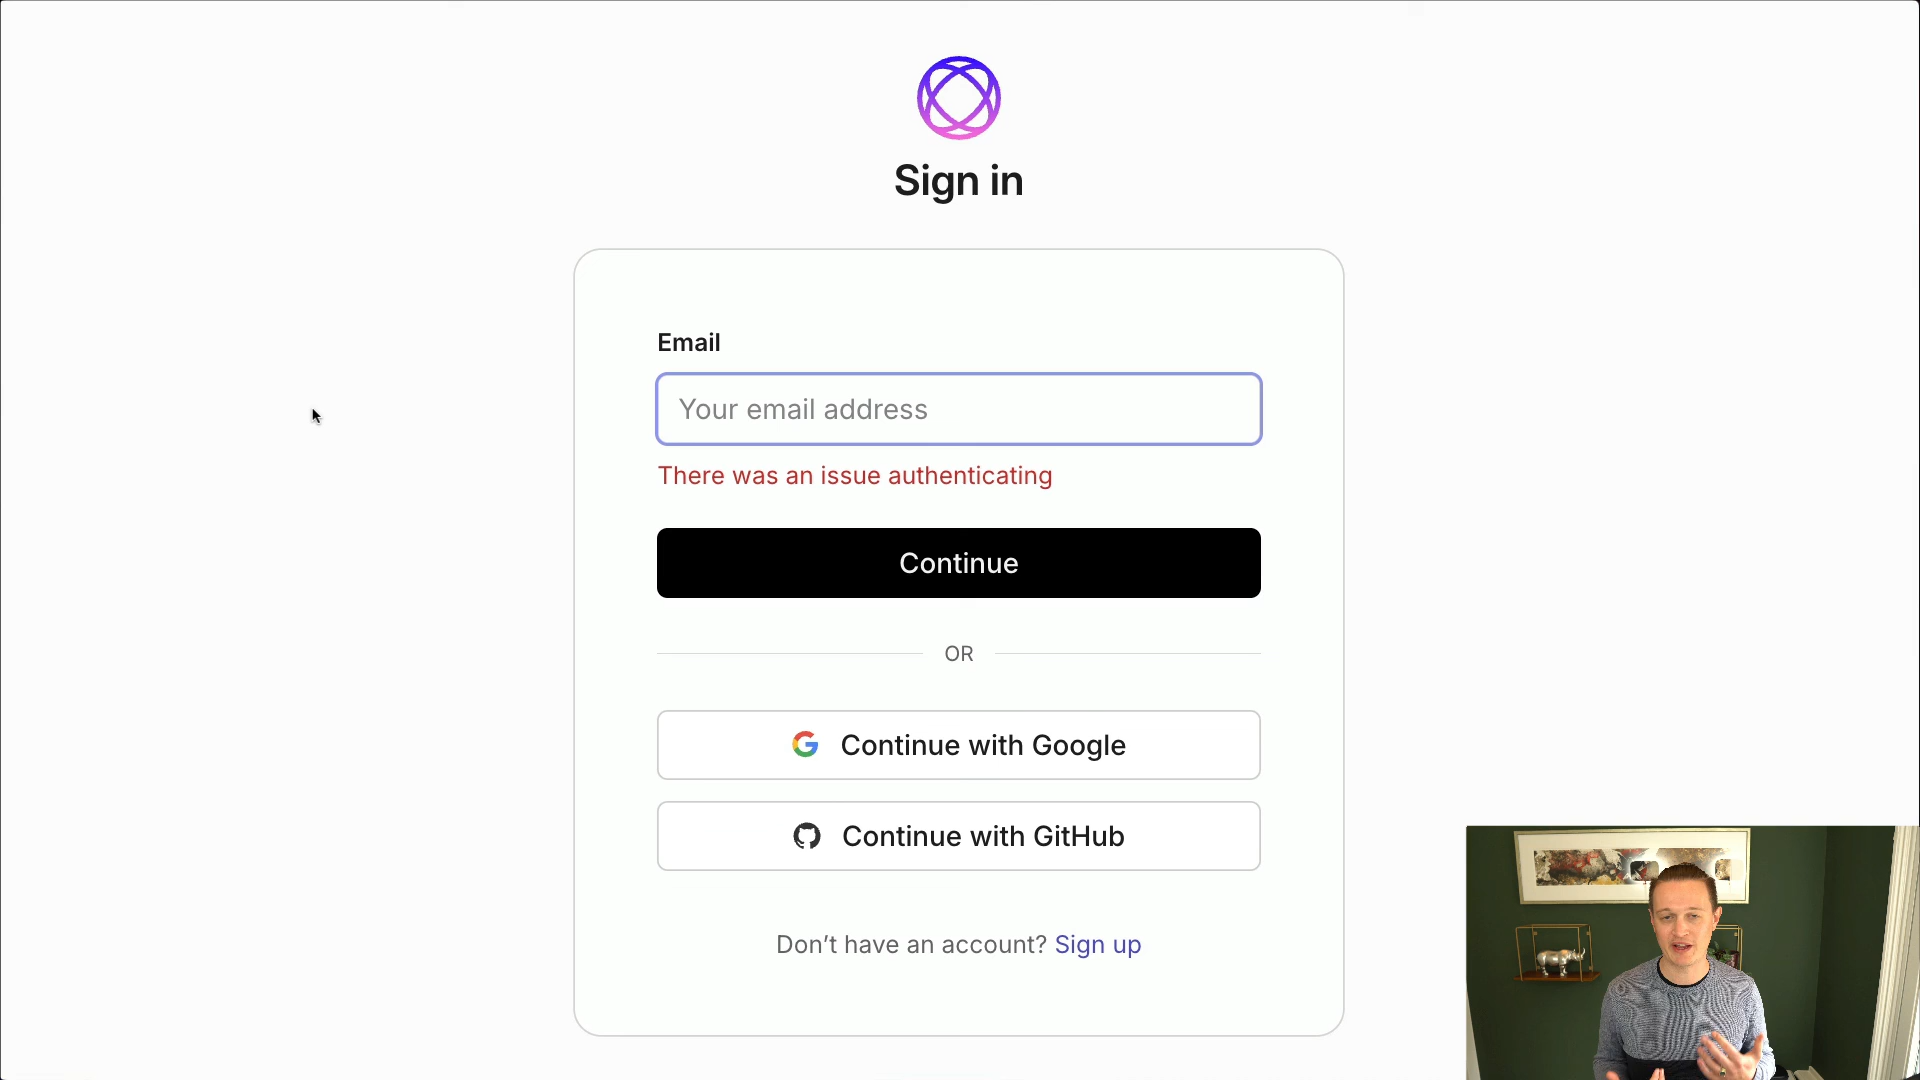 Sign in
Email
Your email address
There was an issue authenticating
Continue
OR
Continue with Google
Continue with GitHub
Don’t have an account? Sign up